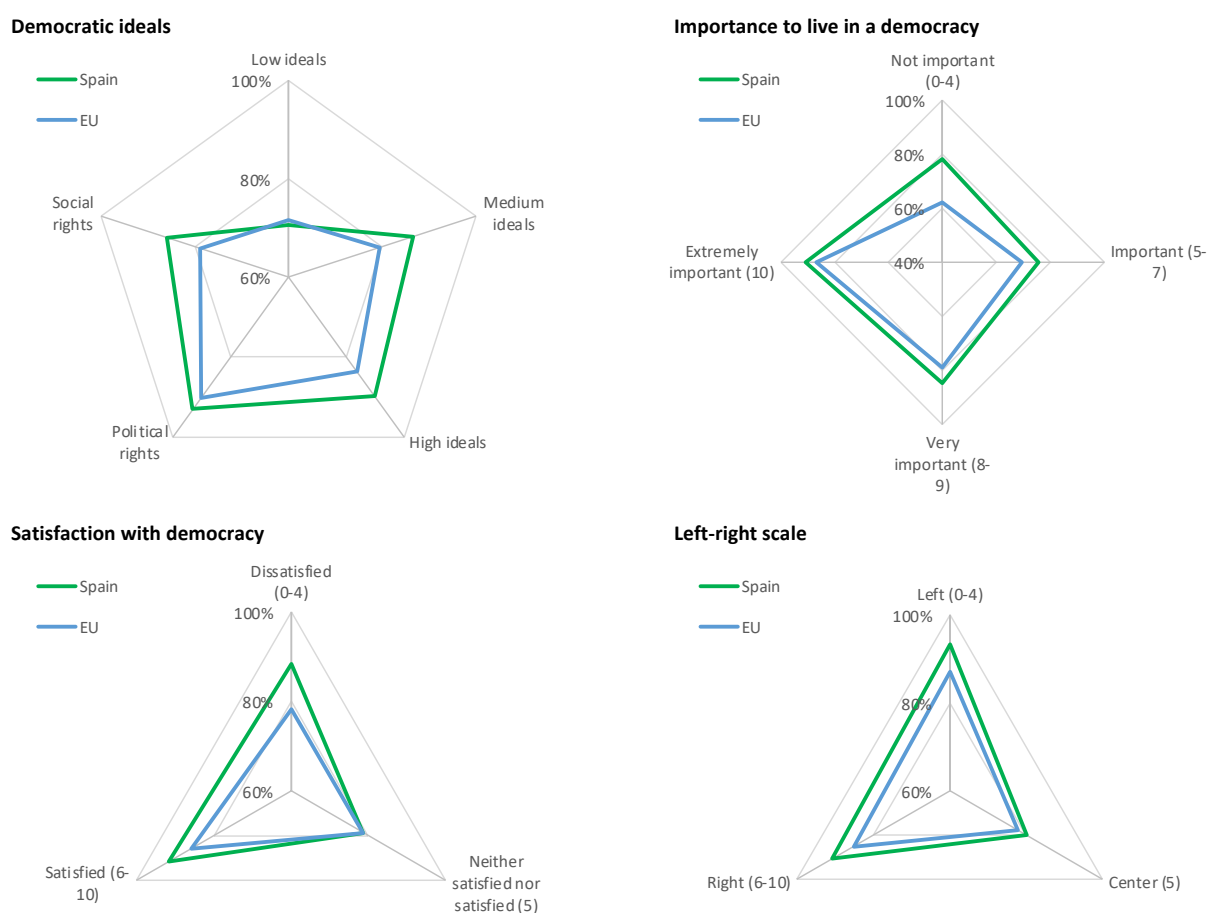 Democratic ideals
Spain
EU
Low ideals
100%
80%
60%
Medium
ideals
High ideals
Political
rights
Social
rights
Importance to live in a democracy
Spain
EU
Not important
(0-4)
100%
80%
60%
40%
Important (5-
7)
Very
important (8-
9)
Extremely
important (10)
Satisfaction with democracy
Spain
EU
Dissatisfied
(0-4)
100%
80%
60%
Neither
satisfied nor
satisfied (5)
Satisfied (6-
10)
Left-right scale
Spain
EU
Left (0-4)
100%
80%
60%
Center (5)
Right (6-10)